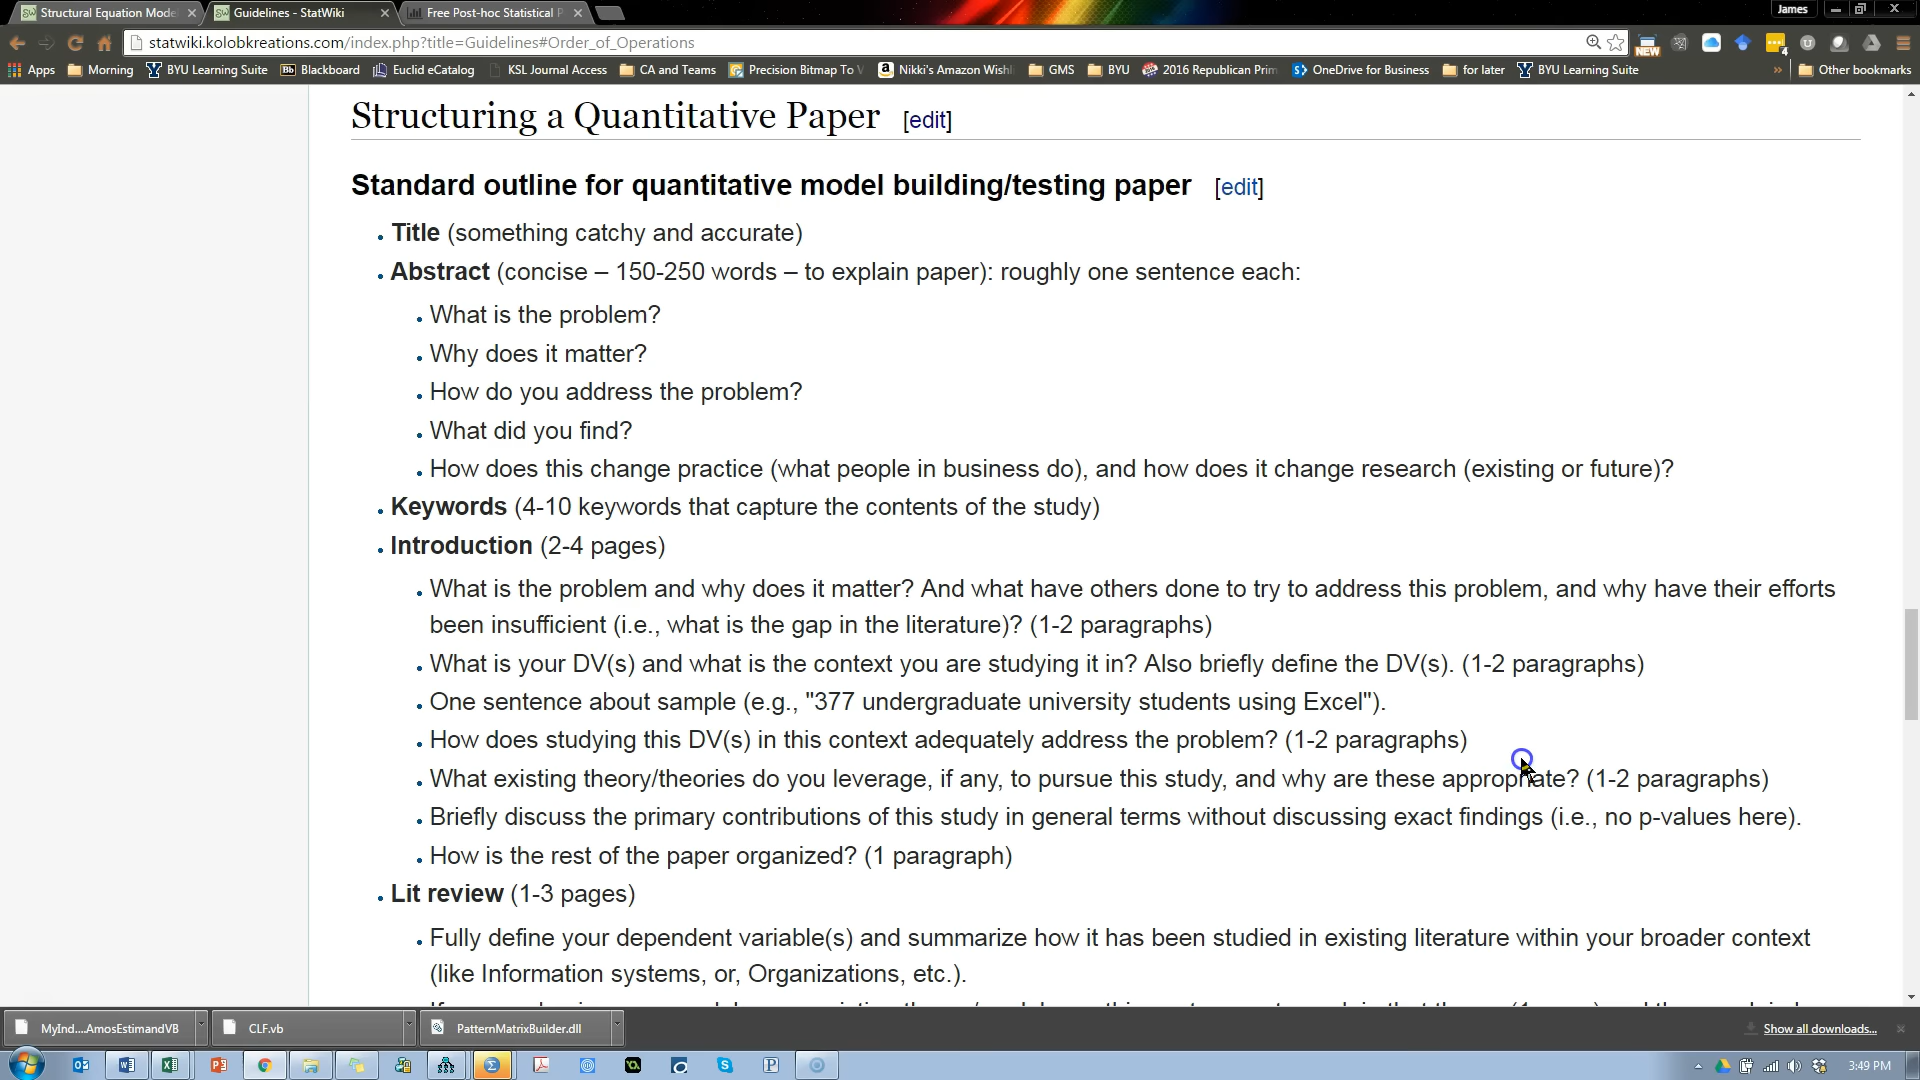 Structural Equation Mode
Guidelines - StatWiki
Free Post-hoc Statistical P
James
statwiki.kolobkreations.com/index.php?title=Guidelines#Order_of_Operations
NEW
4
Apps
Morning
BYU Learning Suite
Bb Blackboard
Euclid eCatalog
KSL Journal Access
CA and Teams
Precision Bitmap To V
Nikki's Amazon Wishl
GMS
BYU
2016 Republican Prim
OneDrive for Business
for later
BYU Learning Suite
» Other bookmarks
Structuring a Quantitative Paper [edit]
Standard outline for quantitative model building/testing paper [edit]
• Title (something catchy and accurate)
• Abstract (concise – 150-250 words – to explain paper): roughly one sentence each:
• What is the problem?
• Why does it matter?
• How do you address the problem?
• What did you find?
• How does this change practice (what people in business do), and how does it change research (existing or future)?
• Keywords (4-10 keywords that capture the contents of the study)
• Introduction (2-4 pages)
• What is the problem and why does it matter? And what have others done to try to address this problem, and why have their efforts
been insufficient (i.e., what is the gap in the literature)? (1-2 paragraphs)
• What is your DV(s) and what is the context you are studying it in? Also briefly define the DV(s). (1-2 paragraphs)
• One sentence about sample (e.g., "377 undergraduate university students using Excel").
• How does studying this DV(s) in this context adequately address the problem? (1-2 paragraphs)
• What existing theory/theories do you leverage, if any, to pursue this study, and why are these appropriate? (1-2 paragraphs)
• Briefly discuss the primary contributions of this study in general terms without discussing exact findings (i.e., no p-values here).
• How is the rest of the paper organized? (1 paragraph)
• Lit review (1-3 pages)
• Fully define your dependent variable(s) and summarize how it has been studied in existing literature within your broader context
(like Information systems, or, Organizations, etc.).
MyInd....AmosEstimandVB
CLF.vb
PatternMatrixBuilder.dll
Show all downloads...
3:49 PM